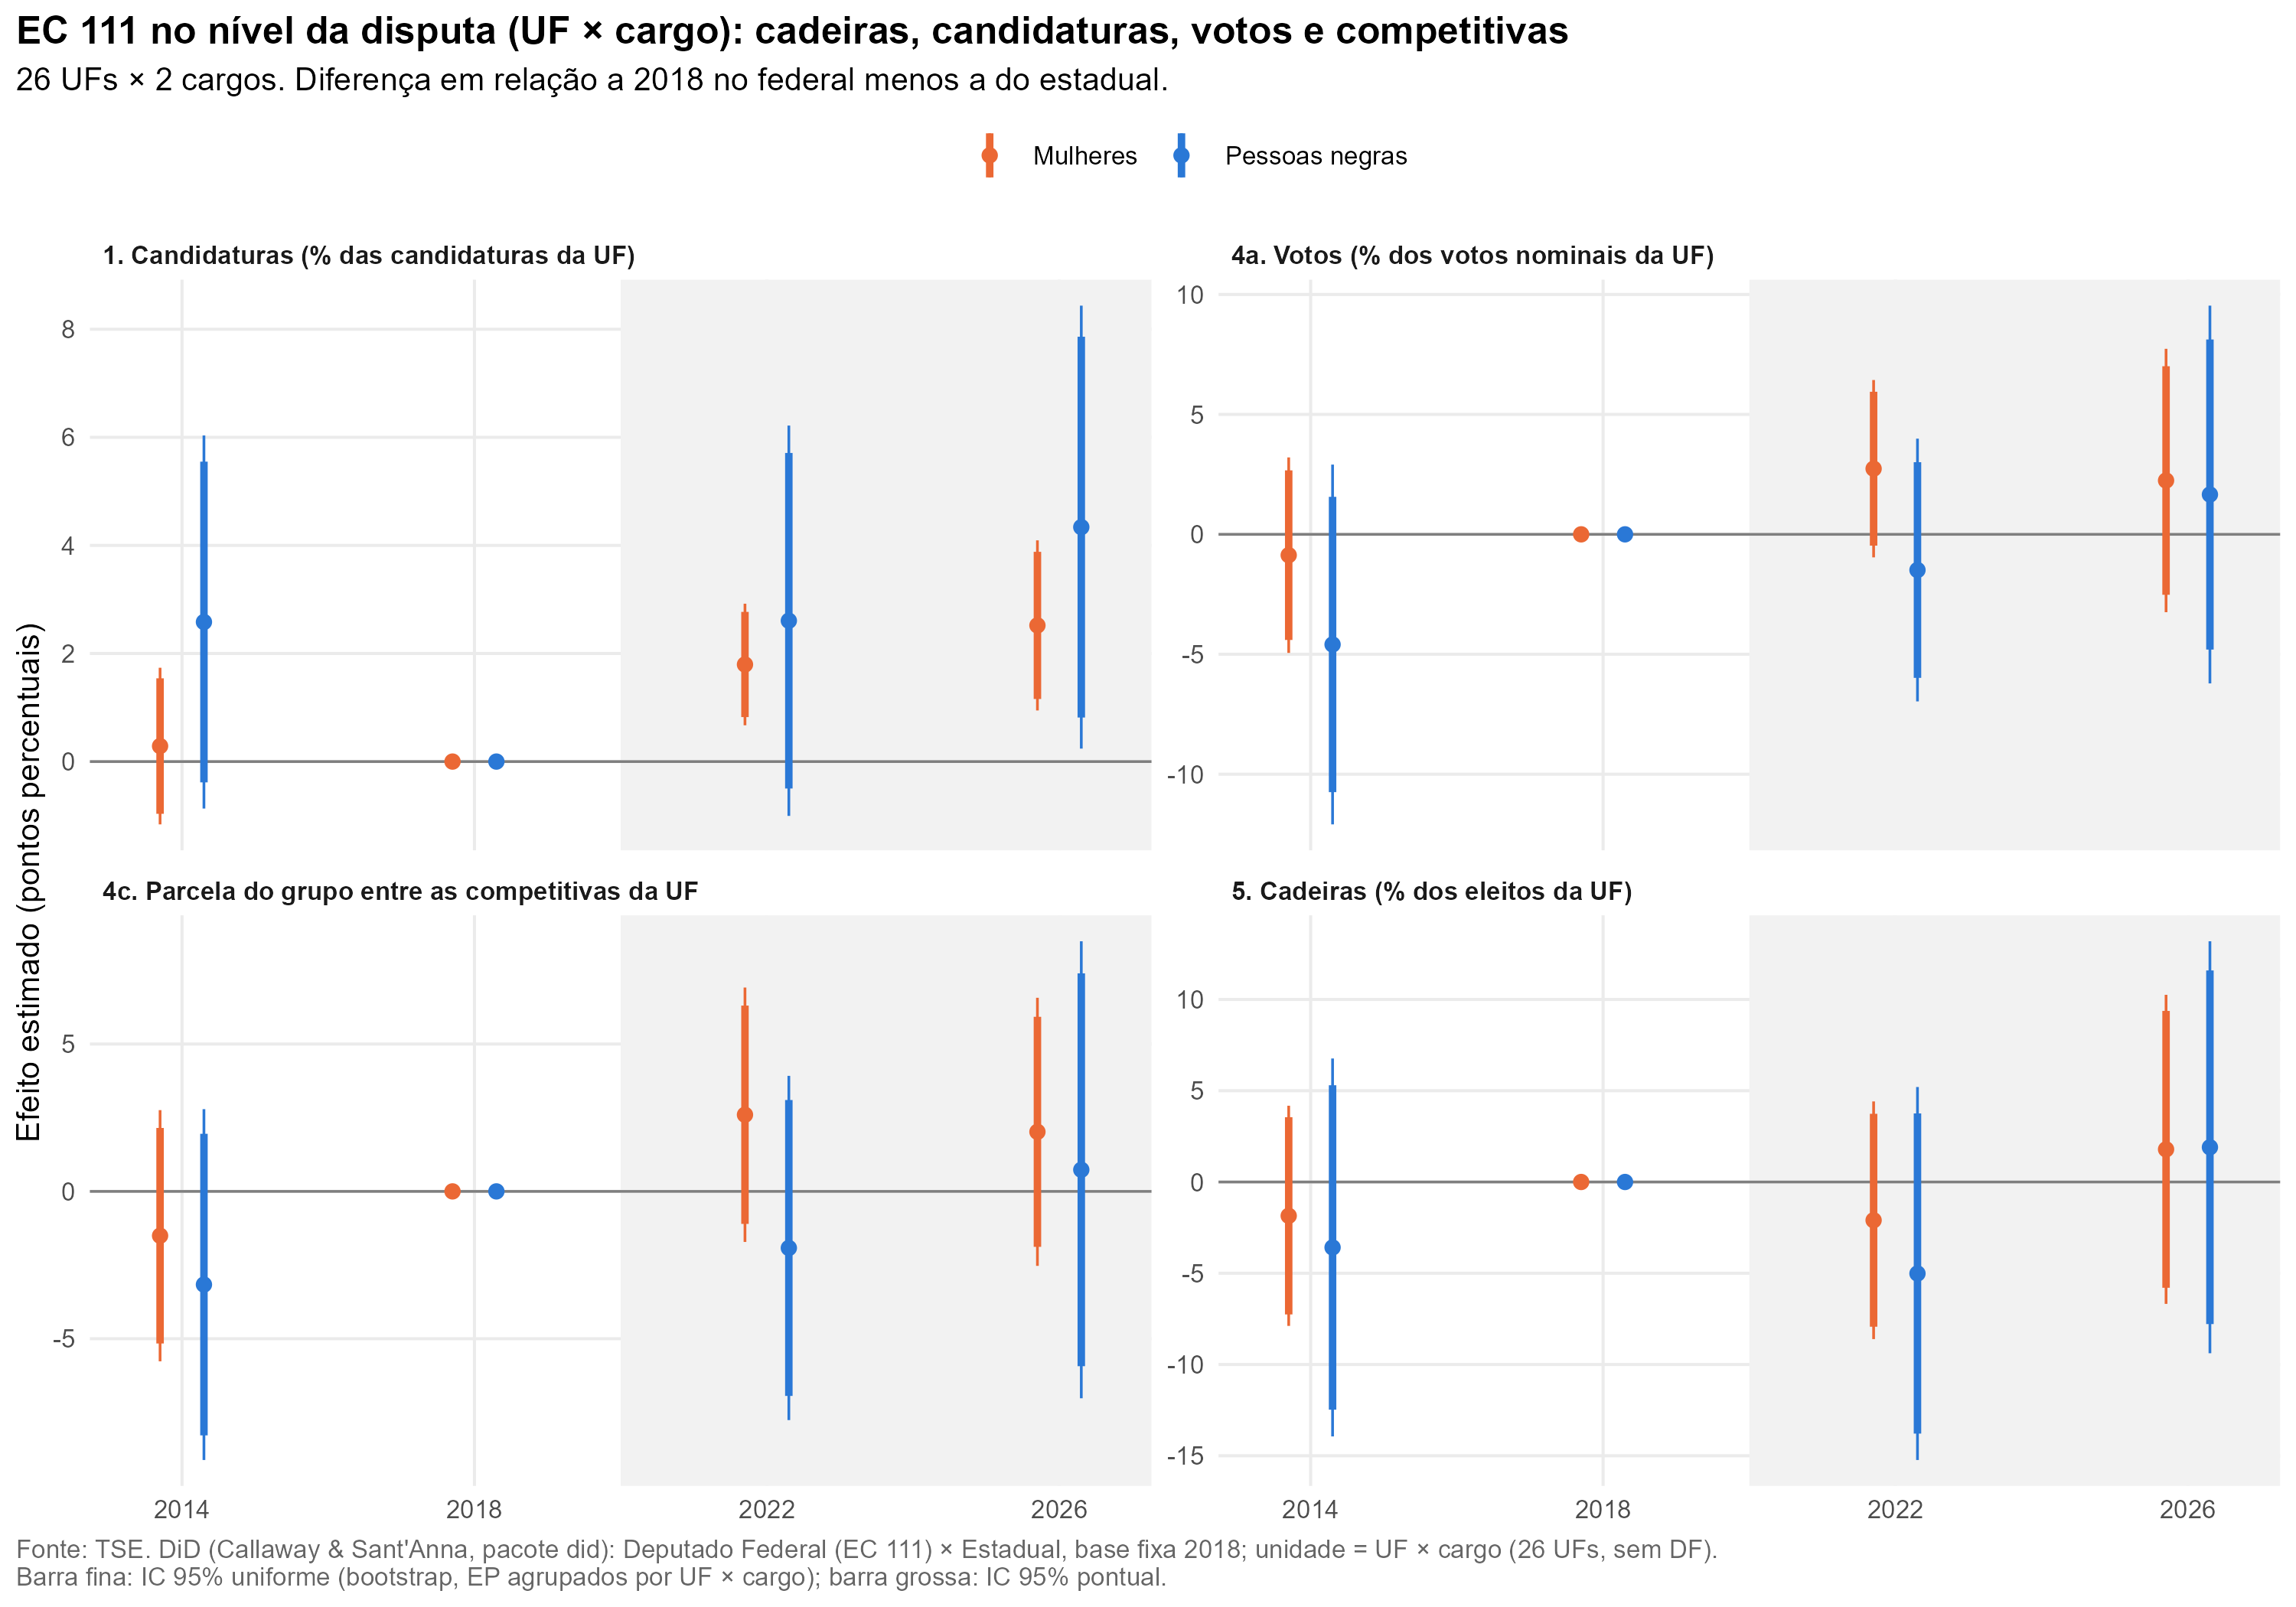 EC 111 no nível da disputa (UF × cargo): cadeiras, candidaturas, votos e competitivas
26 UFs × 2 cargos. Diferença em relação a 2018 no federal menos a do estadual.
Mulheres
Pessoas negras
Efeito estimado (pontos percentuais)
1. Candidaturas (% das candidaturas da UF)
8
6
4
2
0
4a. Votos (% dos votos nominais da UF)
10
5
0
-5
-10
4c. Parcela do grupo entre as competitivas da UF
5
0
-5
2014
2018
2022
2026
5. Cadeiras (% dos eleitos da UF)
10
5
0
-5
-10
-15
2014
2018
2022
2026
Fonte: TSE. DiD (Callaway & Sant'Anna, pacote did): Deputado Federal (EC 111) × Estadual, base fixa 2018; unidade = UF × cargo (26 UFs, sem DF).
Barra fina: IC 95% uniforme (bootstrap, EP agrupados por UF × cargo); barra grossa: IC 95% pontual.